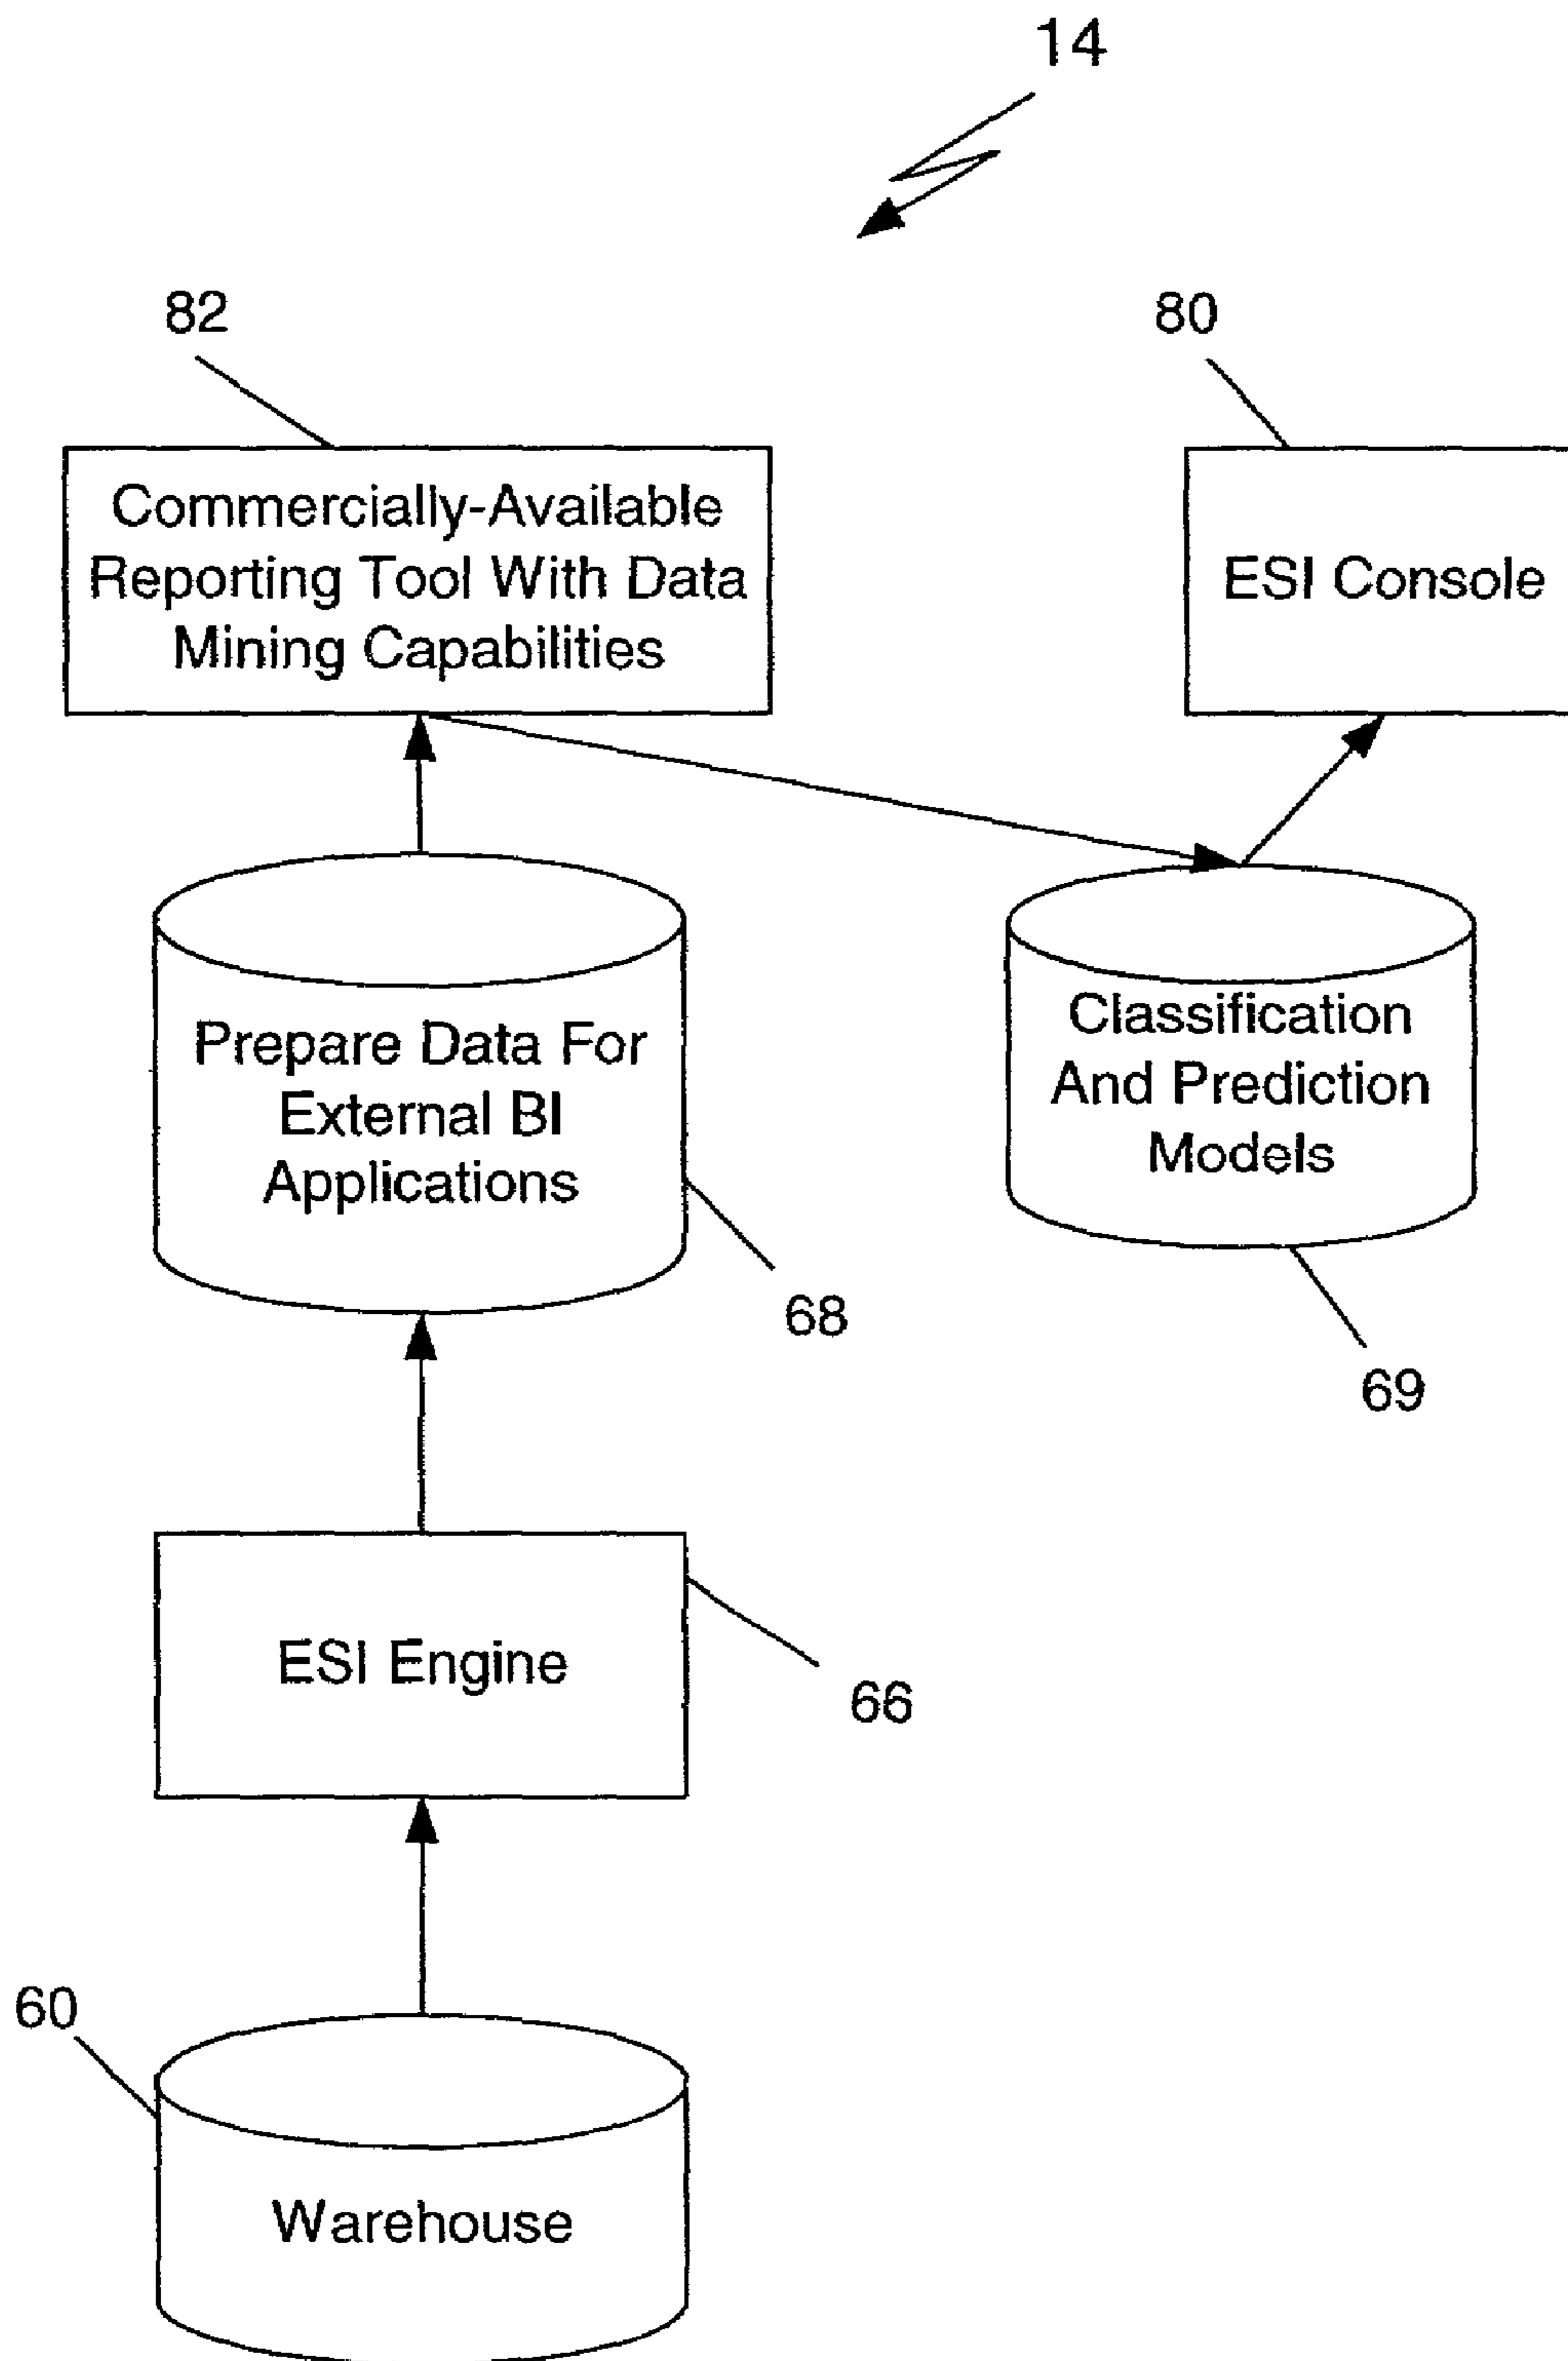 14
82
80
Commercially-Available
Reporting Tool With Data
Mining Capabilities
ESI Console
Prepare Data For
External BI
Applications
Classification
And Prediction
Models
68
69
ESI Engine
66
60
Warehouse